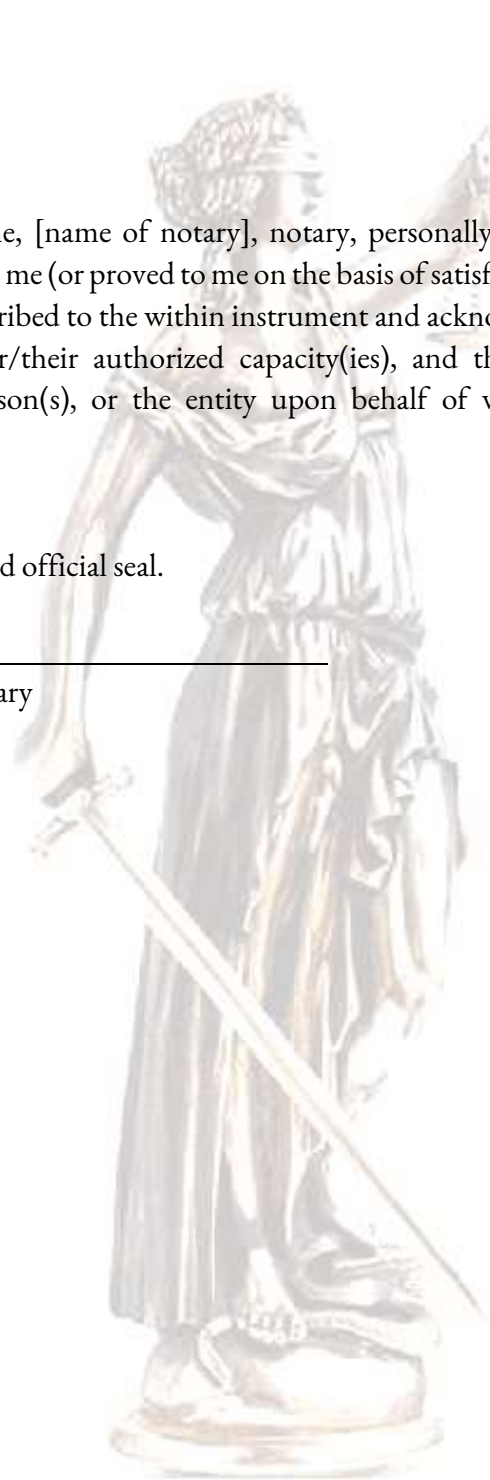 e, [name of notary], notary, personally
me (or proved to me on the basis of satisf
ribed to the within instrument and ackno
r/their authorized capacity(ies), and th
son(s), or the entity upon behalf of
d official seal.
ary